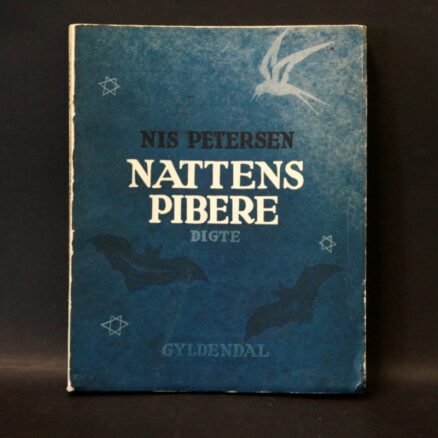 NIS PETERSEN
NATTENS
PIBERE
DIGTE
GYLDENDAL